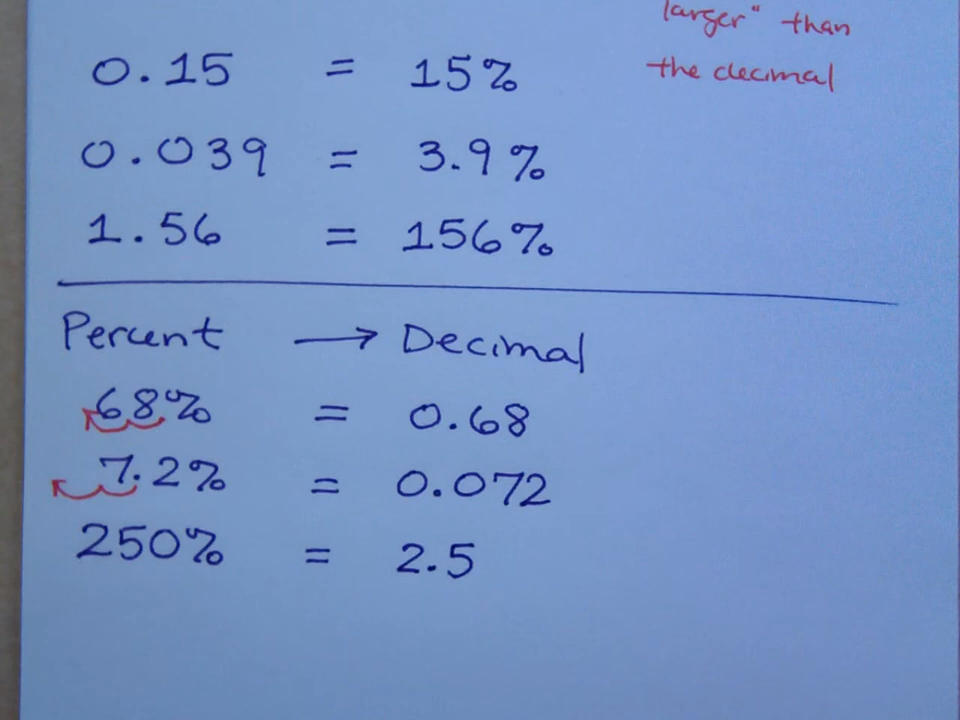 larger" than
the decimal
0.15 = 15%
0.039 = 3.9%
1.56 = 156%
Percent → Decimal
68% = 0.68
7.2% = 0.072
250% = 2.5